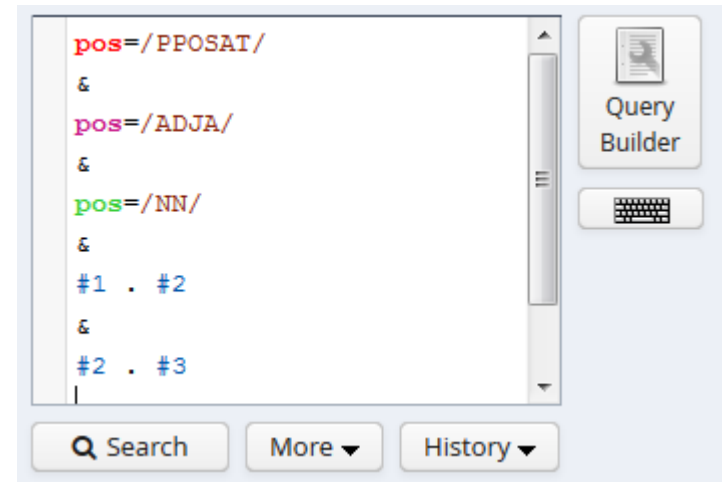 pos=/PPOSAT/
&
pos=/ADJA/
&
pos=/NN/
&
#1 . #2
&
#2 . #3
Query
Builder
Search
More
History